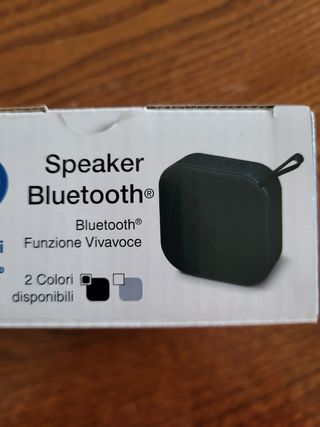 Speaker
Bluetooth®
Bluetooth®
Funzione Vivavoce
2 Colori
disponibili